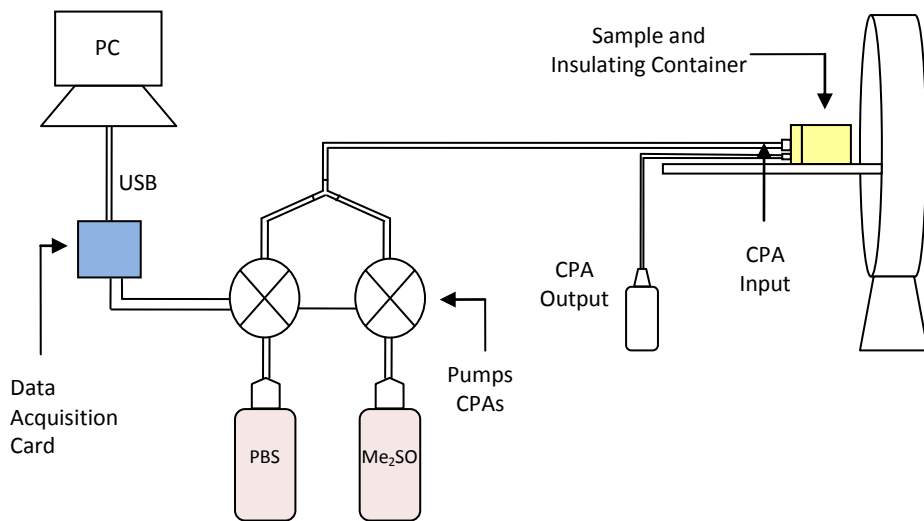 PC
Sample and
Insulating Container
USB
CPA
Output
CPA
Input
Data
Acquisition
Card
Pumps
CPAs
PBS
Me₂SO